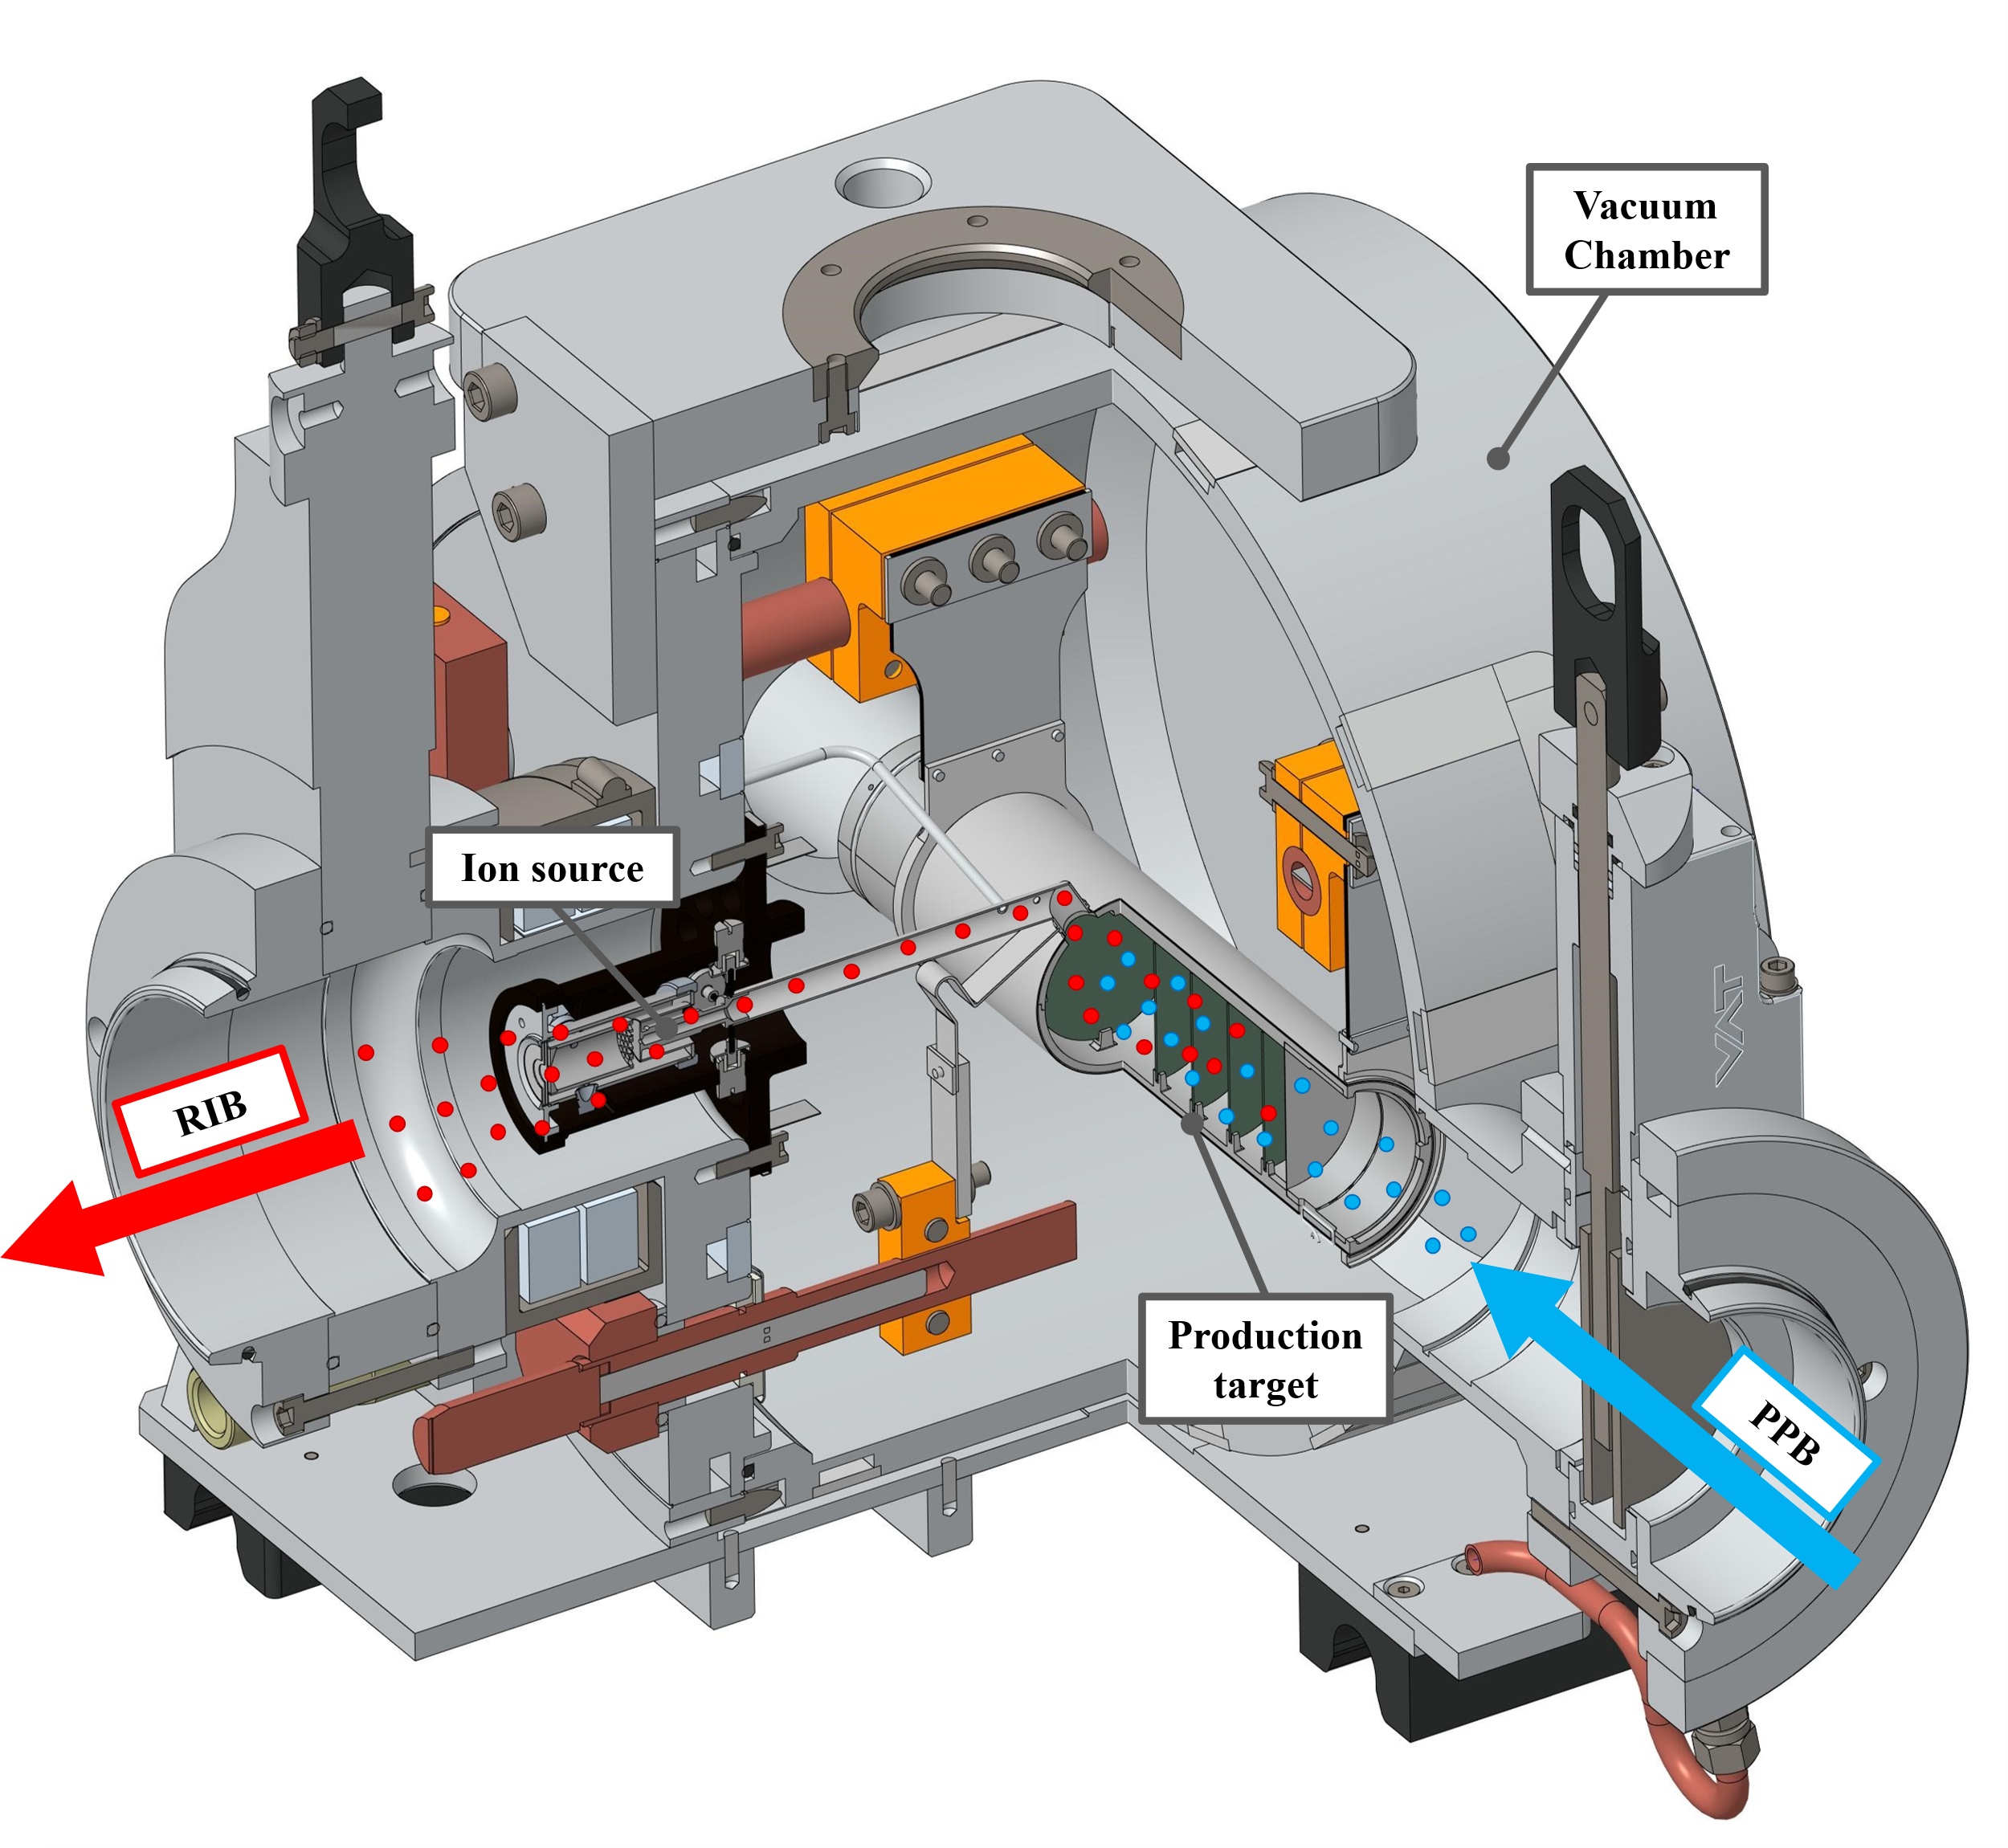 Vacuum
Chamber
Ion source
VAT
RIB
Production
target
PPB